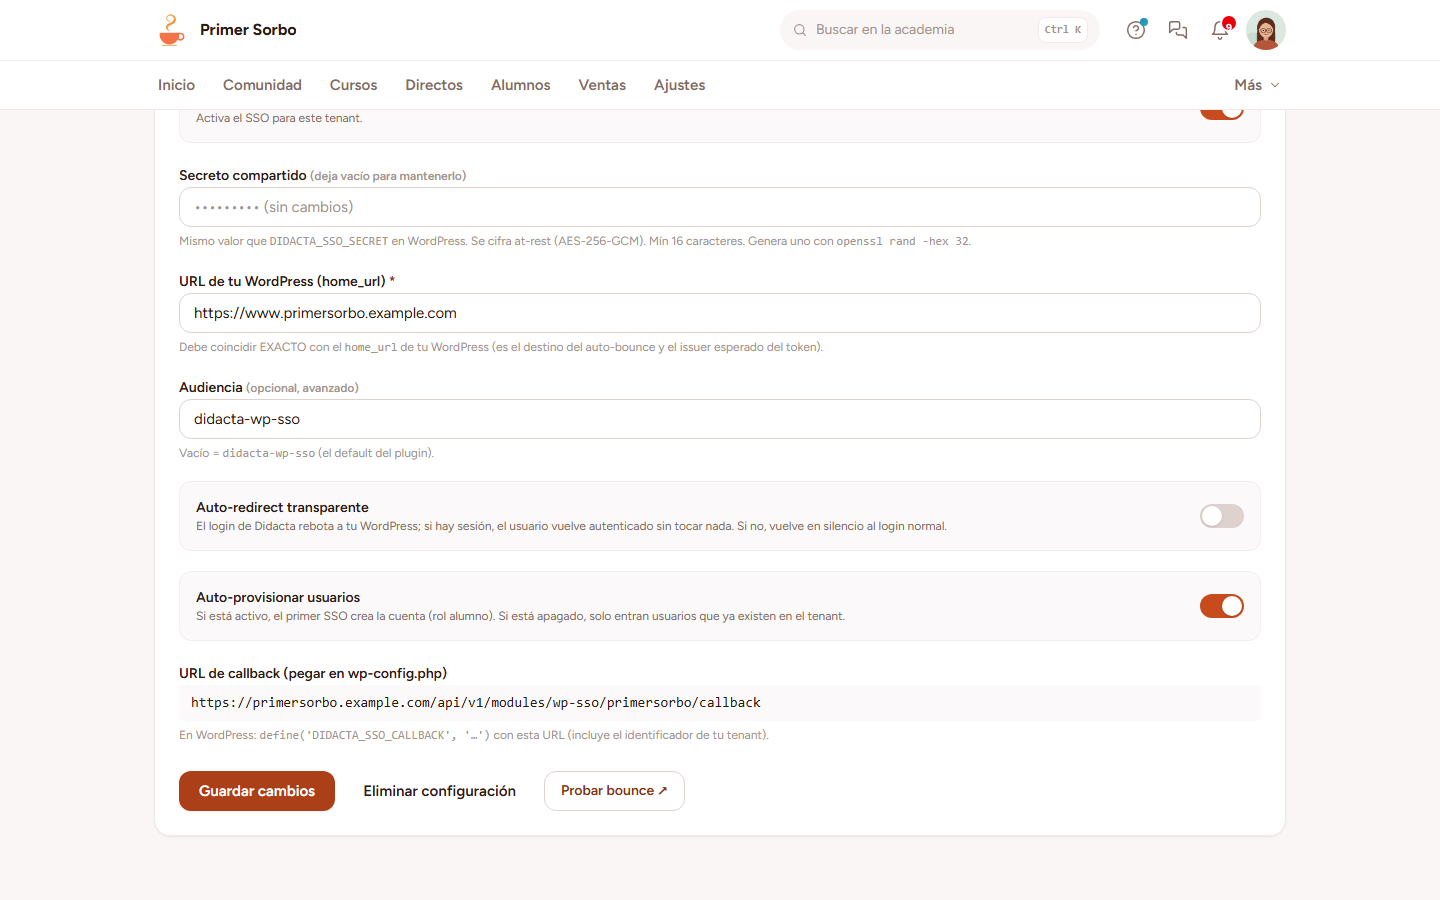 Primer Sorbo
Buscar en la academia
Ctrl K
9
Inicio
Comunidad
Cursos
Directos
Alumnos
Ventas
Ajustes
Más
Activa el SSO para este tenant.
Secreto compartido (deja vacío para mantenerlo)
••••••••• (sin cambios)
Mismo valor que DIDACTA_SSO_SECRET en WordPress. Se cifra at-rest (AES-256-GCM). Mín 16 caracteres. Genera uno con openssl rand -hex 32.
URL de tu WordPress (home_url) *
https://www.primersorbo.example.com
Debe coincidir EXACTO con el home_url de tu WordPress (es el destino del auto-bounce y el issuer esperado del token).
Audiencia (opcional, avanzado)
didacta-wp-sso
Vacío = didacta-wp-sso (el default del plugin).
Auto-redirect transparente
El login de Didacta rebota a tu WordPress; si hay sesión, el usuario vuelve autenticado sin tocar nada. Si no, vuelve en silencio al login normal.
Auto-provisionar usuarios
Si está activo, el primer SSO crea la cuenta (rol alumno). Si está apagado, solo entran usuarios que ya existen en el tenant.
URL de callback (pegar en wp-config.php)
https://primersorbo.example.com/api/v1/modules/wp-sso/primersorbo/callback
En WordPress: define('DIDACTA_SSO_CALLBACK', '…') con esta URL (incluye el identificador de tu tenant).
Guardar cambios
Eliminar configuración
Probar bounce ↗